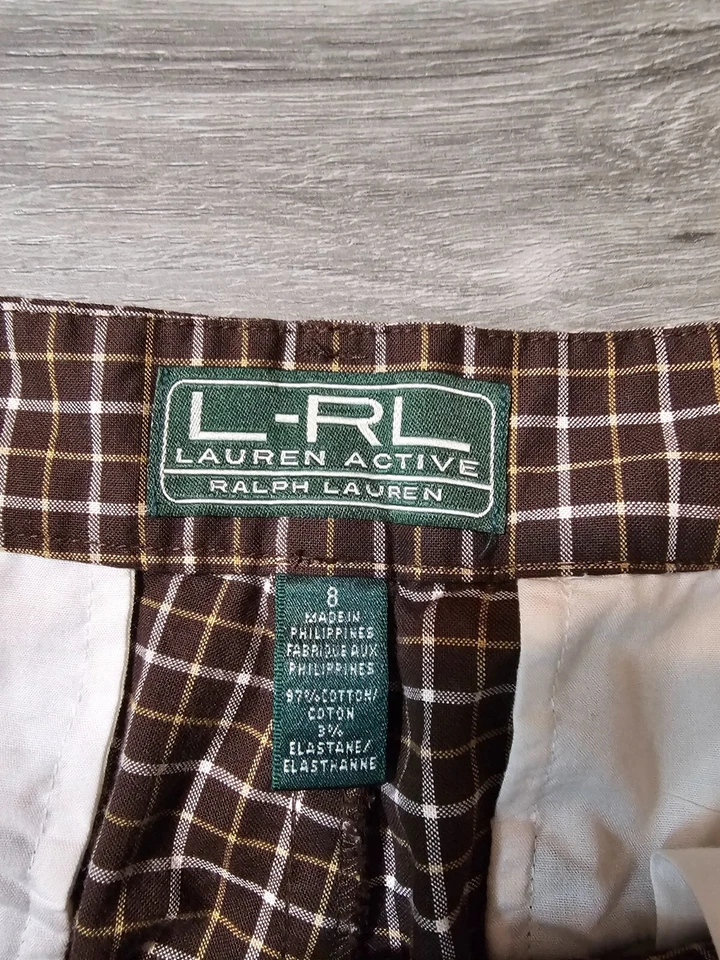 L-RL
LAUREN ACTIVE
RALPH LAUREN
8
MADE IN
PHILIPPINES
FABRIQUE AUX
PHILIPPINES
97% COTTON/
COTON
3%
ELASTANE/
ELASTHANNE